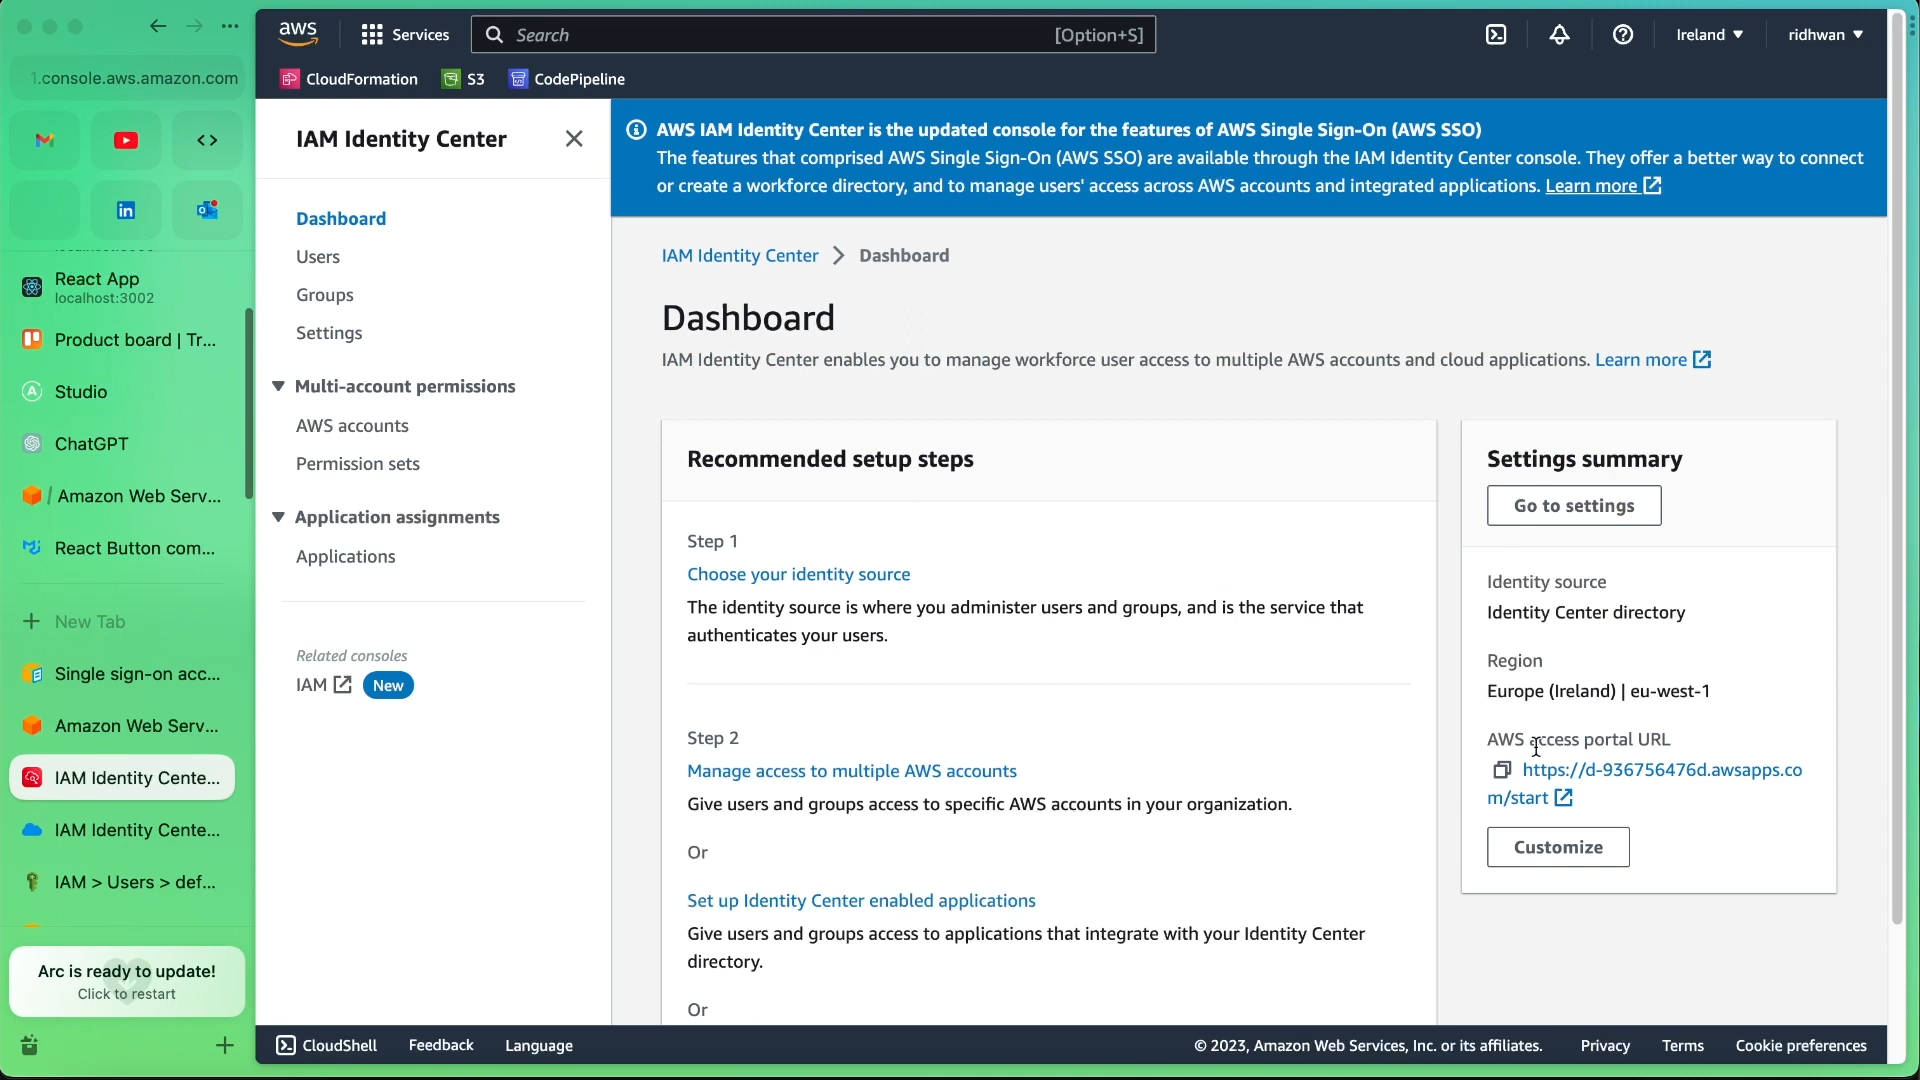 1.console.aws.amazon.com
React App
localhost:3002
Product board | Tr...
Studio
ChatGPT
/ Amazon Web Serv...
React Button com...
New Tab
Single sign-on acc...
Amazon Web Serv...
IAM Identity Cente...
IAM Identity Cente...
IAM > Users > def...
Arc is ready to update!
Click to restart
aws
Services
Search
[Option+S]
Ireland
ridhwan
CloudFormation
S3
CodePipeline
IAM Identity Center
Dashboard
Users
Groups
Settings
Multi-account permissions
AWS accounts
Permission sets
Application assignments
Applications
Related consoles
IAM New
AWS IAM Identity Center is the updated console for the features of AWS Single Sign-On (AWS SSO)
The features that comprised AWS Single Sign-On (AWS SSO) are available through the IAM Identity Center console. They offer a better way to connect
or create a workforce directory, and to manage users' access across AWS accounts and integrated applications. Learn more
IAM Identity Center > Dashboard
Dashboard
IAM Identity Center enables you to manage workforce user access to multiple AWS accounts and cloud applications. Learn more
Recommended setup steps
Step 1
Choose your identity source
The identity source is where you administer users and groups, and is the service that
authenticates your users.
Step 2
Manage access to multiple AWS accounts
Give users and groups access to specific AWS accounts in your organization.
Or
Set up Identity Center enabled applications
Give users and groups access to applications that integrate with your Identity Center
directory.
Or
Settings summary
Go to settings
Identity source
Identity Center directory
Region
Europe (Ireland) | eu-west-1
AWS access portal URL
https://d-936756476d.awsapps.co
m/start
Customize
CloudShell
Feedback
Language
© 2023, Amazon Web Services, Inc. or its affiliates.
Privacy
Terms
Cookie preferences